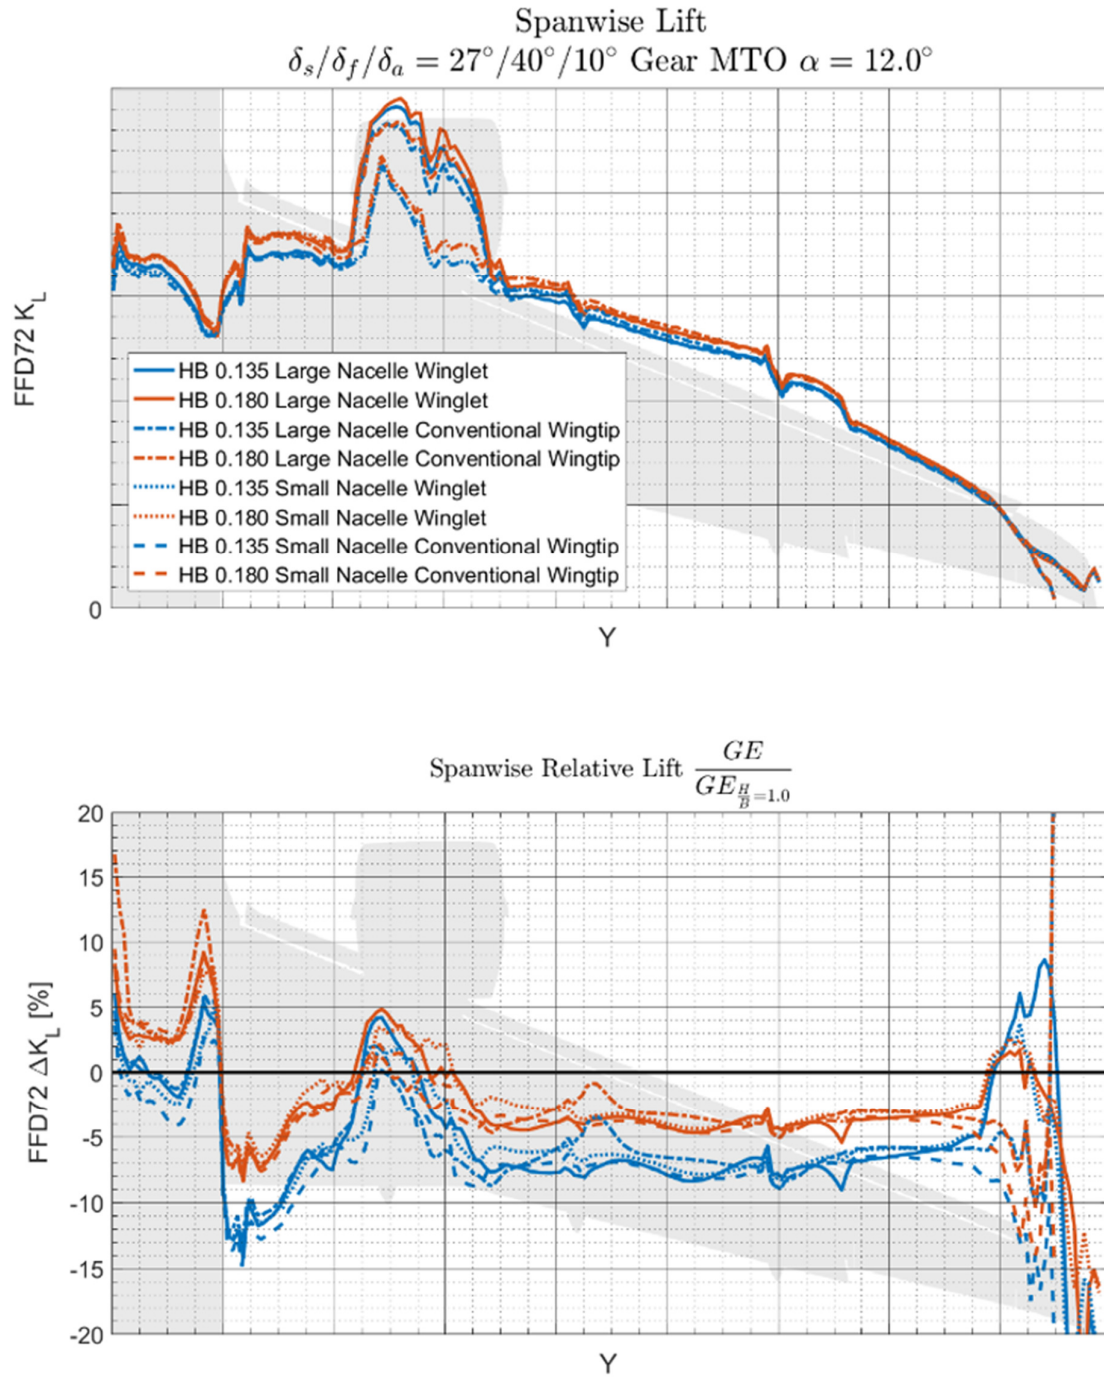 Spanwise Lift
δₛ/δf/δₐ = 27°/40°/10° Gear MTO α = 12.0°
FFD72 K_L
HB 0.135 Large Nacelle Winglet
HB 0.180 Large Nacelle Winglet
HB 0.135 Large Nacelle Conventional Wingtip
HB 0.180 Large Nacelle Conventional Wingtip
HB 0.135 Small Nacelle Winglet
HB 0.180 Small Nacelle Winglet
HB 0.135 Small Nacelle Conventional Wingtip
HB 0.180 Small Nacelle Conventional Wingtip
0
Y
Spanwise Relative Lift GE/GE_{H/B=1.0}
FFD72 ΔK_L [%]
20
15
10
5
0
-5
-10
-15
-20
Y